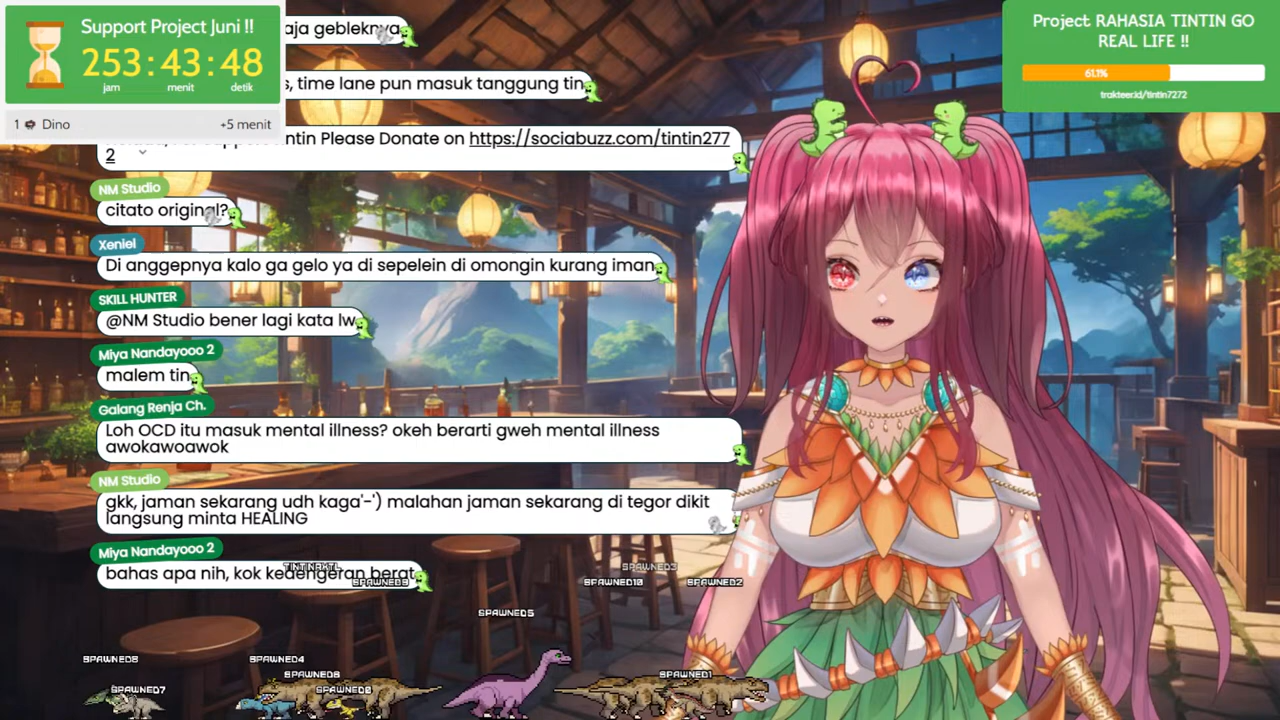 Support Project Juni !!
253:43:48
jam menit detik
1 Dino +5 menit
Project RAHASIA TINTIN GO
REAL LIFE !!
61.1%
trakteer.id/tintin7272
aja gebleknya
s, time lane pun masuk tanggung tin
ntin Please Donate on https://sociabuzz.com/tintin277
2
NM Studio
citato original?
Xeniel
Di anggepnya kalo ga gelo ya di sepelein di omongin kurang iman
SKILL HUNTER
@NM Studio bener lagi kata lw
Miya Nandayooo 2
malem tin
Galang Renja Ch.
Loh OCD itu masuk mental illness? okeh berarti gweh mental illness
awokawoawok
NM Studio
gkk, jaman sekarang udh kaga'-') malahan jaman sekarang di tegor dikit
langsung minta HEALING
Miya Nandayooo 2
bahas apa nih, kok kedengeran berat
SPAWNED3
SPAWNED9
SPAWNED10
SPAWNED2
SPAWNED5
SPAWNED8
SPAWNED4
SPAWNED6
SPAWNED1
SPAWNED7
SPAWNED0